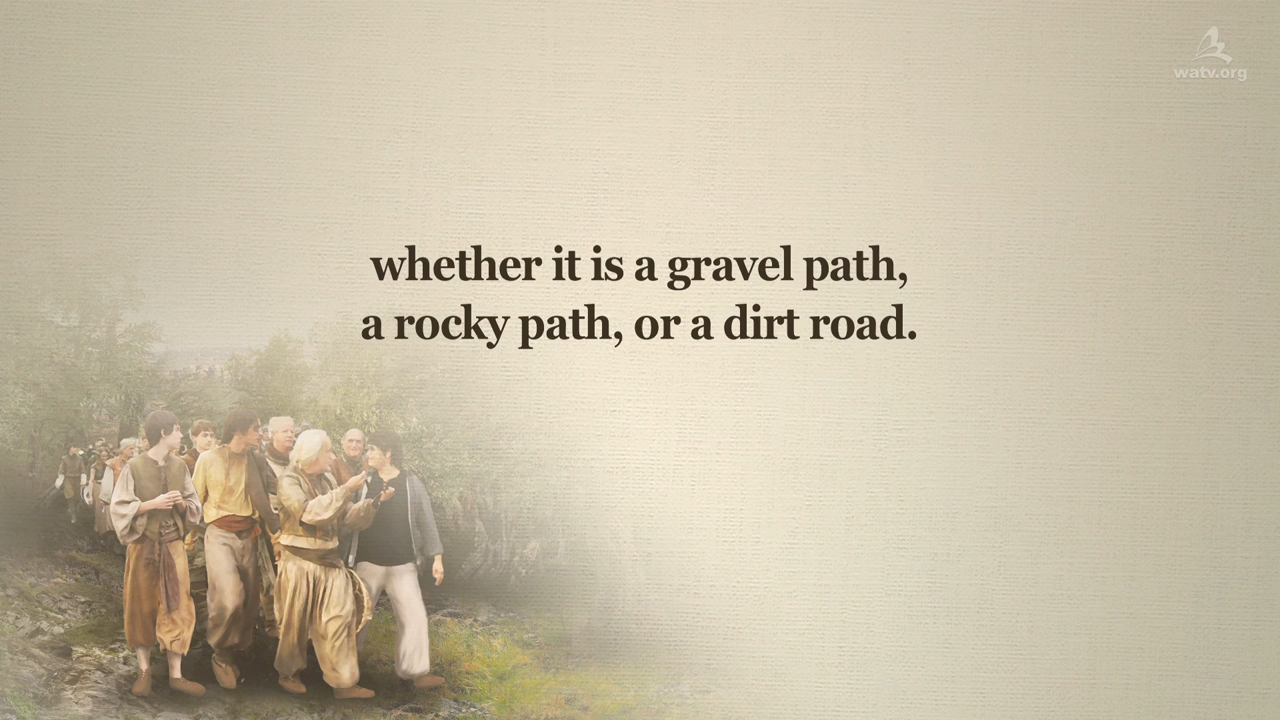 watv.org
whether it is a gravel path,
a rocky path, or a dirt road.